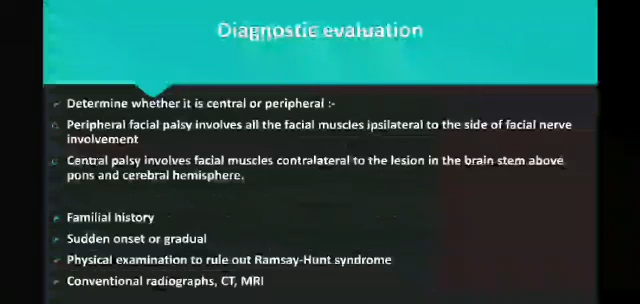 Diagnostic evaluation
Determine whether it is central or peripheral :-
Peripheral facial palsy involves all the facial muscles ipsilateral to the side of facial nerve
involvement
Central palsy involves facial muscles contralateral to the lesion in the brain stem above
pons and cerebral hemisphere.
Familial history
Sudden onset or gradual
Physical examination to rule out Ramsay-Hunt syndrome
Conventional radiographs, CT, MRI